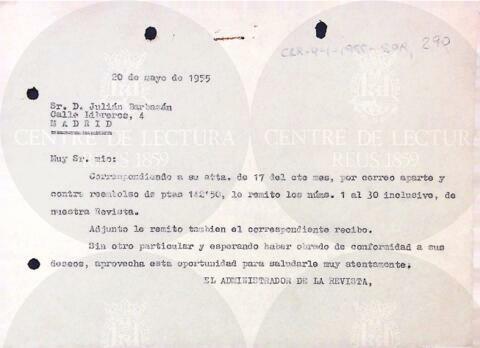 CLR-4-1-1955-SOR, 290
20 de mayo de 1955
Sr. D. Julián Barbazán
Calle Libreros, 4
M A D R I D
Muy Sr. mio:
Correspondiendo a su atta. de 17 del cte mes, por correo aparte y
contra reembolso de ptas 142'50, le remito los núms. 1 al 30 inclusive, de
nuestra Revista.
Adjunto le remito tambien el correspondiente recibo.
Sin otro particular y esperando haber obrado de conformidad a sus
deseos, aprovecha esta oportunidad para saludarle muy atentamente.
EL ADMINISTRADOR DE LA REVISTA,
CENTRE DE LECTURA
REUS 1859
CENTRE DE LECTURA
REUS 1859